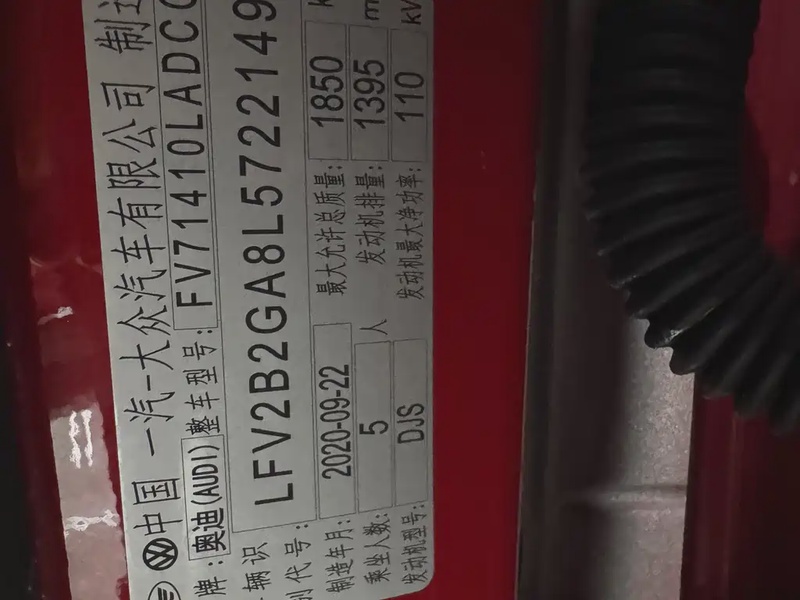 中国 一汽-大众汽车有限公司 制造
牌: 奥迪(AUDI) 整车型号: FV71410LADC
辆识 LFV2B2GA8L5722149
别代号:
制造年月: 2020-09-22 最大允许总质量: 1850 k
乘坐人数: 5 人 发动机排量: 1395 m
发动机型号: DJS 发动机最大净功率: 110 kW